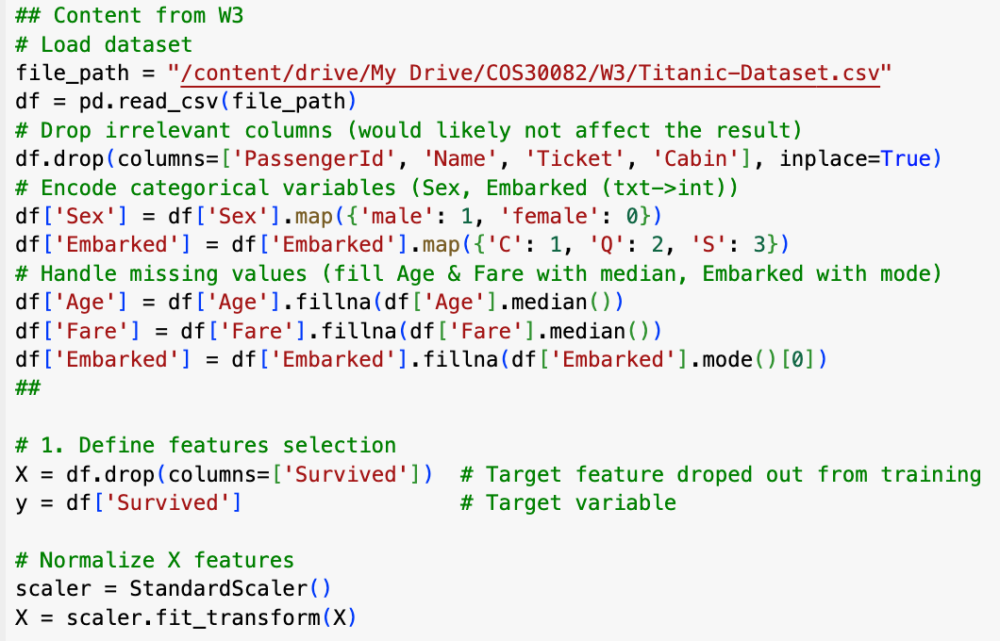 ## Content from W3
# Load dataset
file_path = "/content/drive/My Drive/COS30082/W3/Titanic-Dataset.csv"
df = pd.read_csv(file_path)
# Drop irrelevant columns (would likely not affect the result)
df.drop(columns=['PassengerId', 'Name', 'Ticket', 'Cabin'], inplace=True)
# Encode categorical variables (Sex, Embarked (txt->int))
df['Sex'] = df['Sex'].map({'male': 1, 'female': 0})
df['Embarked'] = df['Embarked'].map({'C': 1, 'Q': 2, 'S': 3})
# Handle missing values (fill Age & Fare with median, Embarked with mode)
df['Age'] = df['Age'].fillna(df['Age'].median())
df['Fare'] = df['Fare'].fillna(df['Fare'].median())
df['Embarked'] = df['Embarked'].fillna(df['Embarked'].mode()[0])
##
# 1. Define features selection
X = df.drop(columns=['Survived'])  # Target feature droped out from training
y = df['Survived']                 # Target variable
# Normalize X features
scaler = StandardScaler()
X = scaler.fit_transform(X)